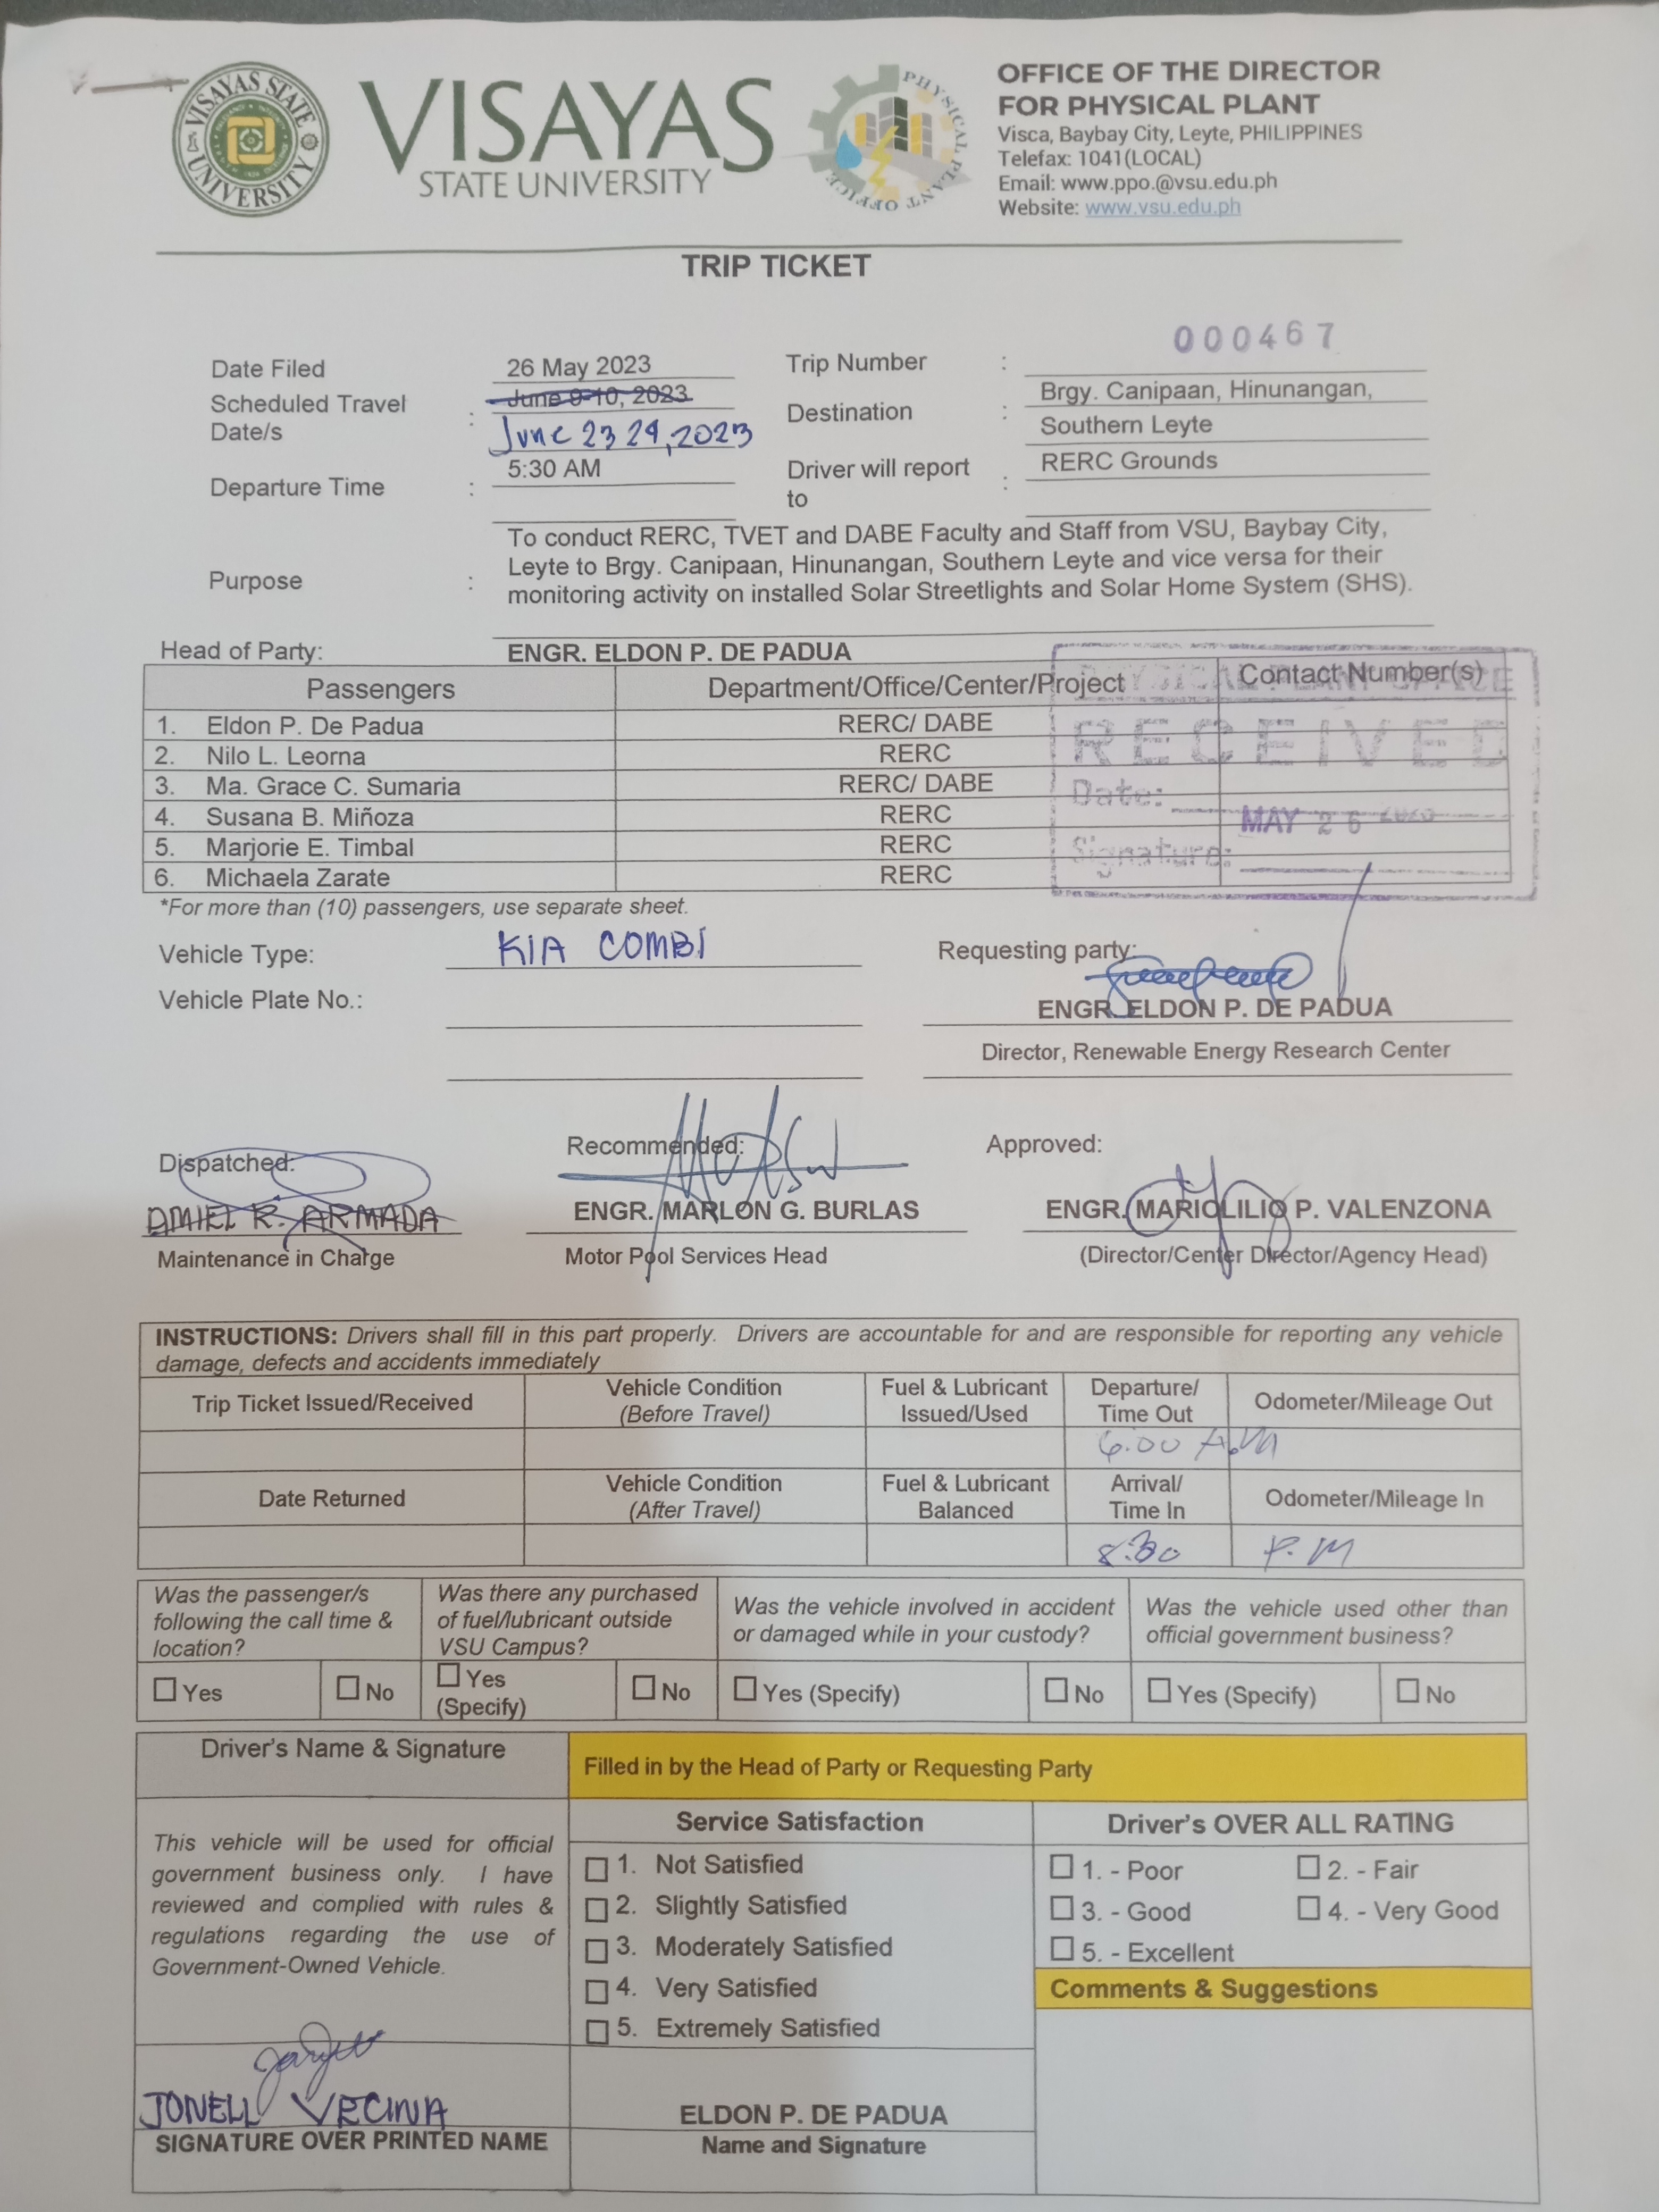 VISAYAS STATE UNIVERSITY
VISAYAS
STATE UNIVERSITY
PHYSICAL PLANT OFFICE
OFFICE OF THE DIRECTOR
FOR PHYSICAL PLANT
Visca, Baybay City, Leyte, PHILIPPINES
Telefax: 1041(LOCAL)
Email: www.ppo.@vsu.edu.ph
Website: www.vsu.edu.ph
TRIP TICKET
Date Filed 26 May 2023
Trip Number : 000467
Scheduled Travel Date/s : June 9-10, 2023
June 23 24, 2023
Destination : Brgy. Canipaan, Hinunangan,
Southern Leyte
Departure Time : 5:30 AM
Driver will report to : RERC Grounds
Purpose : To conduct RERC, TVET and DABE Faculty and Staff from VSU, Baybay City,
Leyte to Brgy. Canipaan, Hinunangan, Southern Leyte and vice versa for their
monitoring activity on installed Solar Streetlights and Solar Home System (SHS).
Head of Party: ENGR. ELDON P. DE PADUA
Passengers Department/Office/Center/Project Contact Number(s)
1. Eldon P. De Padua RERC/ DABE
2. Nilo L. Leorna RERC
3. Ma. Grace C. Sumaria RERC/ DABE
4. Susana B. Miñoza RERC
5. Marjorie E. Timbal RERC
6. Michaela Zarate RERC
PHYSICAL PLANT OFFICE
RECEIVED
Date: MAY 26 2023
Signature:
*For more than (10) passengers, use separate sheet.
Vehicle Type: KIA COMBI
Requesting party:
Vehicle Plate No.:
ENGR. ELDON P. DE PADUA
Director, Renewable Energy Research Center
Dispatched: Recommended: Approved:
AMIEL R. ARMADA ENGR. MARLON G. BURLAS ENGR. MARIOLILIO P. VALENZONA
Maintenance in Charge Motor Pool Services Head (Director/Center Director/Agency Head)
INSTRUCTIONS: Drivers shall fill in this part properly. Drivers are accountable for and are responsible for reporting any vehicle
damage, defects and accidents immediately
Trip Ticket Issued/Received
Vehicle Condition
(Before Travel)
Fuel & Lubricant
Issued/Used
Departure/
Time Out
Odometer/Mileage Out
6:00 A.M
Date Returned
Vehicle Condition
(After Travel)
Fuel & Lubricant
Balanced
Arrival/
Time In
Odometer/Mileage In
8:30 P.M
Was the passenger/s
following the call time &
location?
Was there any purchased
of fuel/lubricant outside
VSU Campus?
Was the vehicle involved in accident
or damaged while in your custody?
Was the vehicle used other than
official government business?
Yes No Yes (Specify) No Yes (Specify) No Yes (Specify) No
Driver's Name & Signature
Filled in by the Head of Party or Requesting Party
This vehicle will be used for official
government business only. I have
reviewed and complied with rules &
regulations regarding the use of
Government-Owned Vehicle.
Service Satisfaction
1. Not Satisfied
2. Slightly Satisfied
3. Moderately Satisfied
4. Very Satisfied
5. Extremely Satisfied
Driver's OVER ALL RATING
1. - Poor 2. - Fair
3. - Good 4. - Very Good
5. - Excellent
Comments & Suggestions
JONELL VECINA
SIGNATURE OVER PRINTED NAME
ELDON P. DE PADUA
Name and Signature